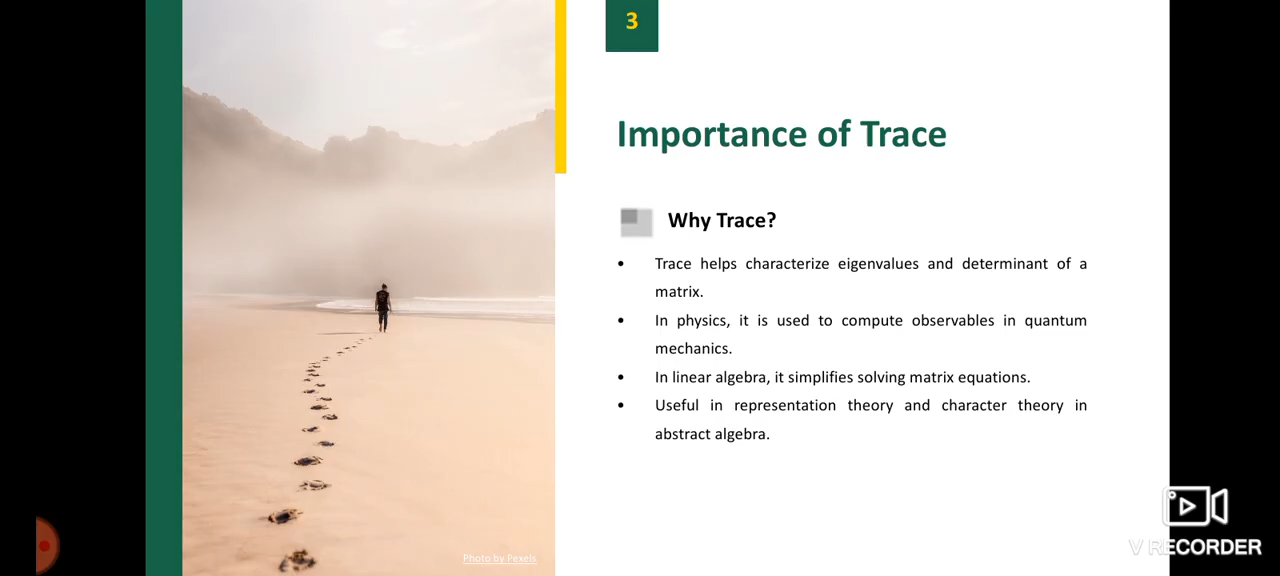 3
Importance of Trace
Why Trace?
• Trace helps characterize eigenvalues and determinant of a
matrix.
• In physics, it is used to compute observables in quantum
mechanics.
• In linear algebra, it simplifies solving matrix equations.
• Useful in representation theory and character theory in
abstract algebra.
Photo by Pexels
V RECORDER